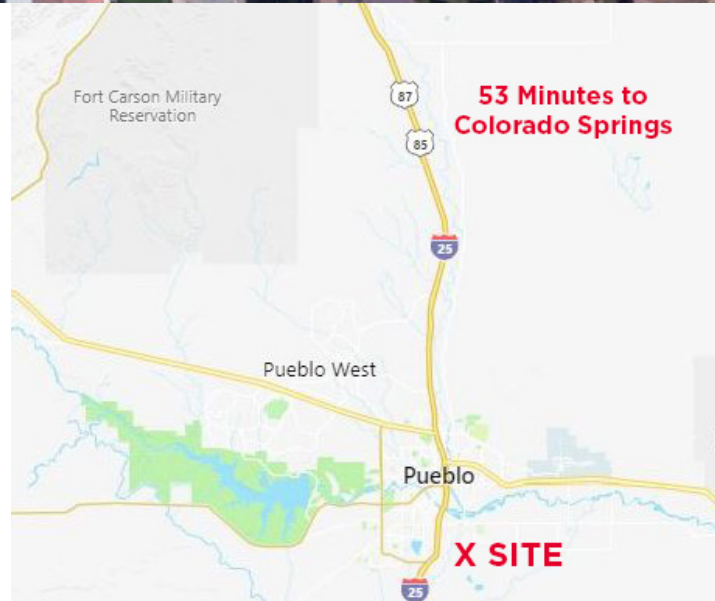 Fort Carson Military
Reservation
87
53 Minutes to
Colorado Springs
85
25
Pueblo West
Pueblo
X SITE
25